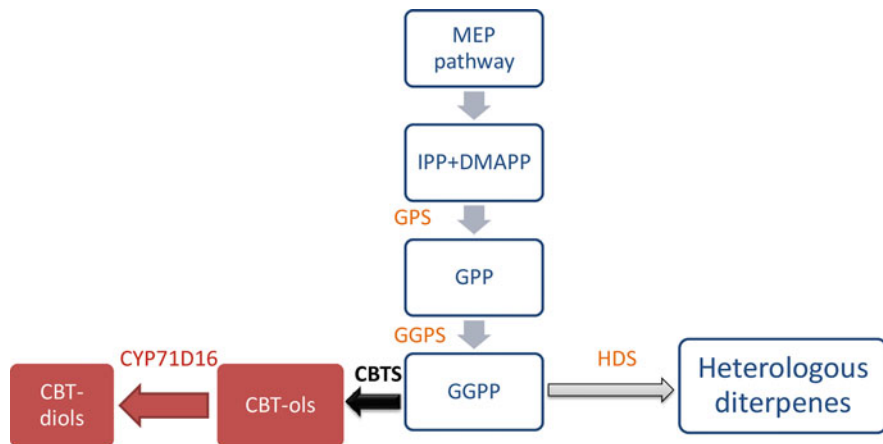 MEP
pathway
IPP+DMAPP
GPS
GPP
GGPS
CYP71D16
CBTS
HDS
CBT-
diols
CBT-ols
GGPP
Heterologous
diterpenes